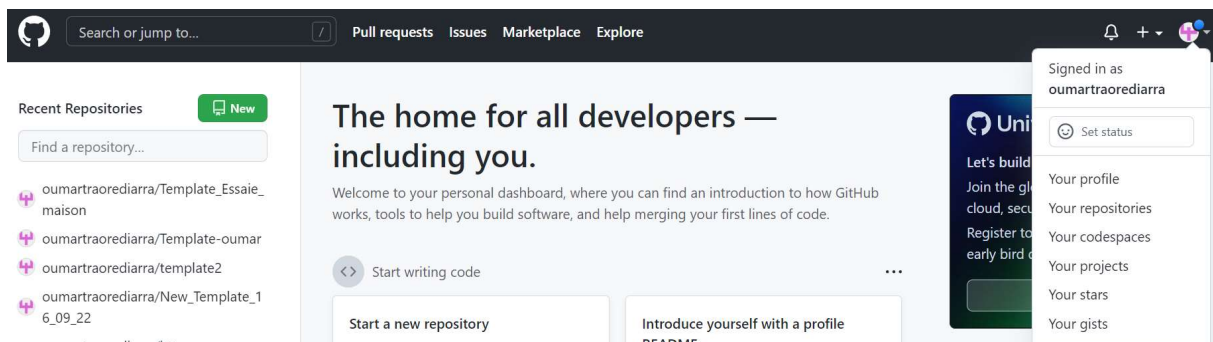 Search or jump to...
/
Pull requests Issues Marketplace Explore
Recent Repositories
New
Find a repository...
oumartraorediarra/Template_Essaie_
maison
oumartraorediarra/Template-oumar
oumartraorediarra/template2
oumartraorediarra/New_Template_1
6_09_22
The home for all developers —
including you.
Welcome to your personal dashboard, where you can find an introduction to how GitHub
works, tools to help you build software, and help merging your first lines of code.
Start writing code
Start a new repository
Introduce yourself with a profile
README
Let's build
Join the
cloud,
Register to
early bird
Signed in as
oumartraorediarra
Set status
Your profile
Your repositories
Your codespaces
Your projects
Your stars
Your gists